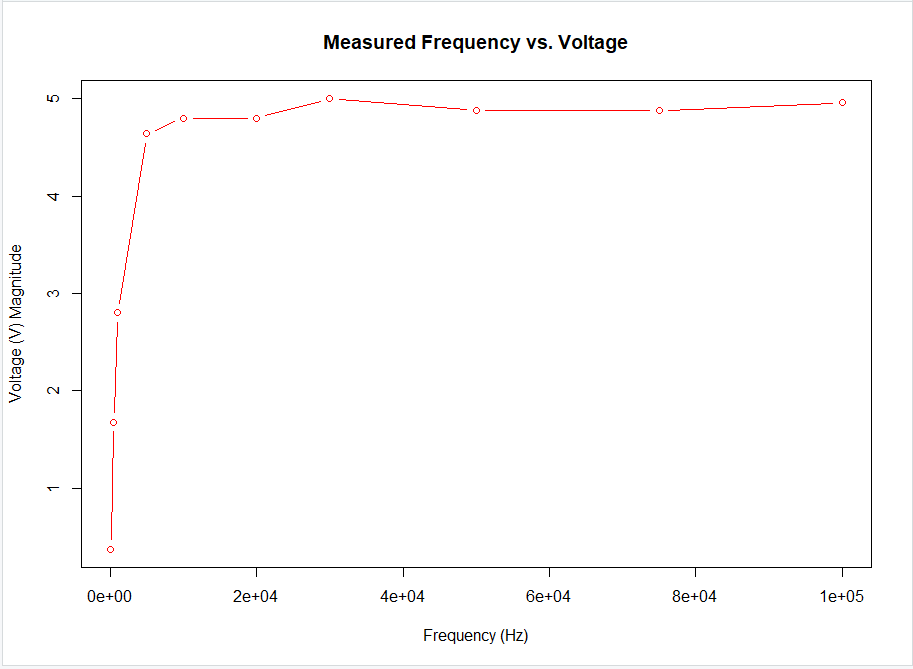 Measured Frequency vs. Voltage
5
4
3
2
1
Voltage (V) Magnitude
0e+00 2e+04 4e+04 6e+04 8e+04 1e+05
Frequency (Hz)